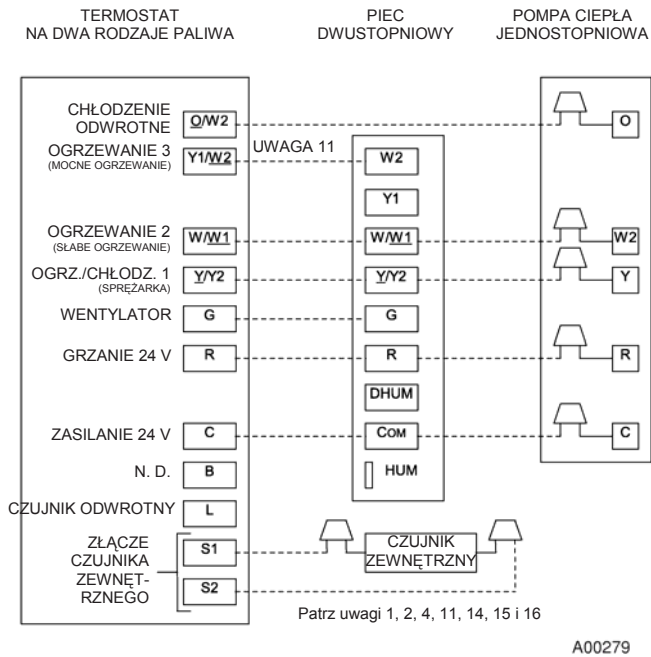 TERMOSTAT
NA DWA RODZAJE PALIWA
PIEC
DWUSTOPNIOWY
POMPA CIEPŁA
JEDNOSTOPNIOWA
CHŁODZENIE
ODWROTNE
O/W2
O
OGRZEWANIE 3
(MOCNE OGRZEWANIE)
Y1/W2
UWAGA 11
W2
Y1
OGRZEWANIE 2
(SŁABE OGRZEWANIE)
W/W1
W/W1
W2
OGRZ./CHŁODZ. 1
(SPRĘŻARKA)
Y/Y2
Y/Y2
Y
WENTYLATOR
G
G
GRZANIE 24 V
R
R
R
DHUM
ZASILANIE 24 V
C
COM
C
N. D.
B
HUM
CZUJNIK ODWROTNY
L
ZŁĄCZE
CZUJNIKA
ZEWNĘT-
RZNEGO
S1
S2
CZUJNIK
ZEWNĘTRZNY
Patrz uwagi 1, 2, 4, 11, 14, 15 i 16
A00279